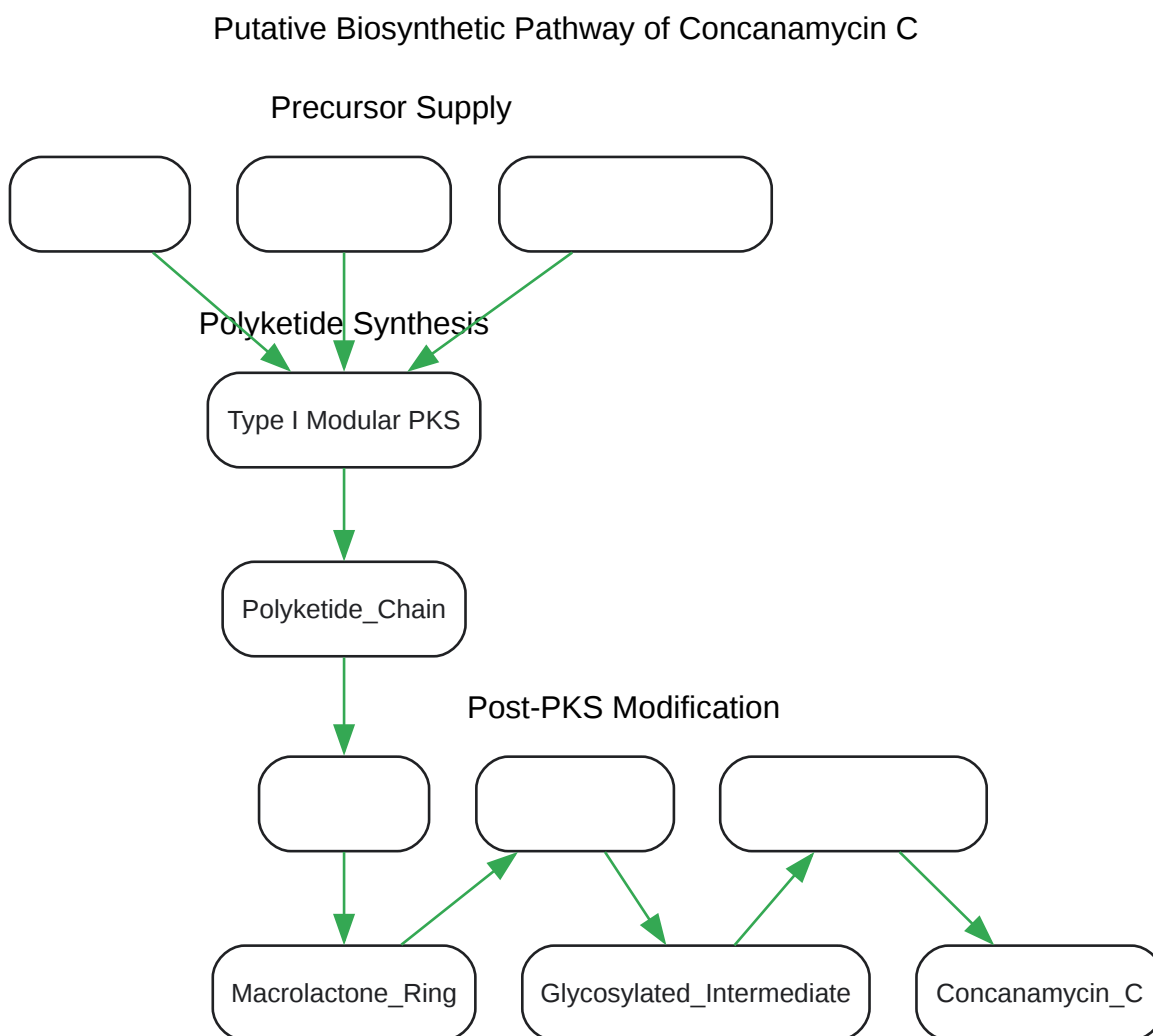 Putative Biosynthetic Pathway of Concanamycin C
Precursor Supply
Polyketide Synthesis
Type I Modular PKS
Polyketide_Chain
Post-PKS Modification
Macrolactone_Ring
Glycosylated_Intermediate
Concanamycin_C